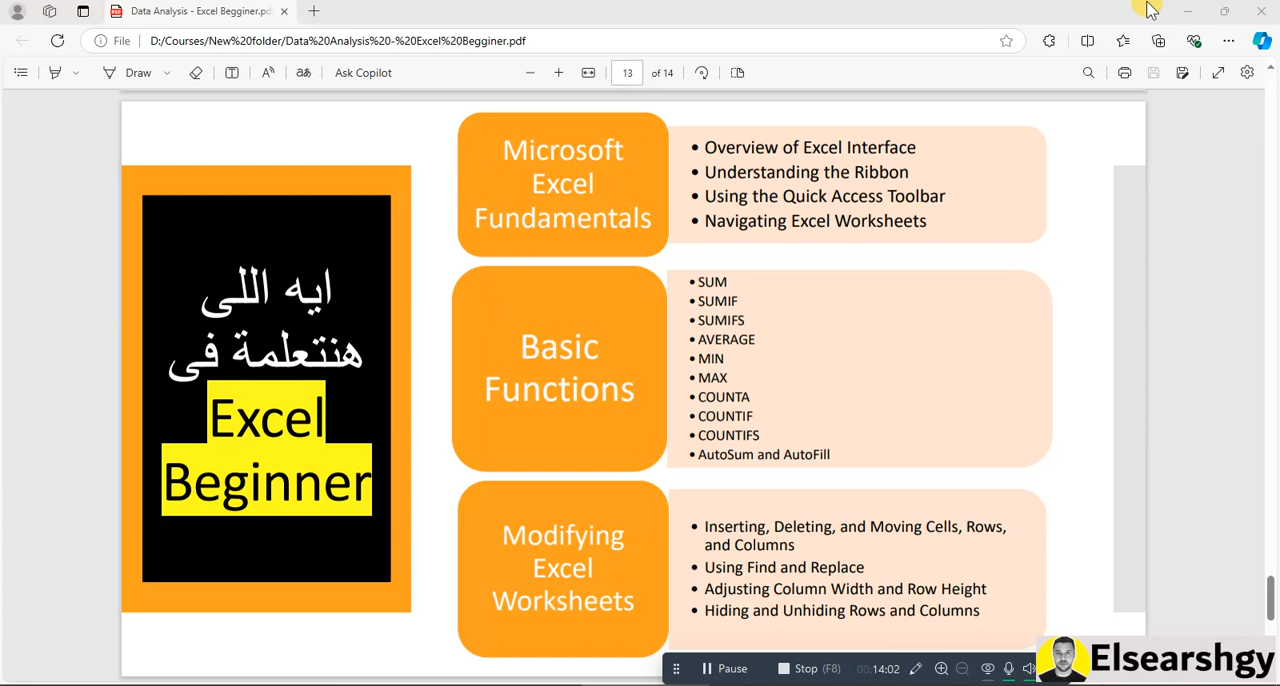 Data Analysis - Excel Begginer.pdf
File
D:/Courses/New%20folder/Data%20Analysis%20-%20Excel%20Begginer.pdf
Draw
aあ
Ask Copilot
13 of 14
ايه اللى
هنتعلمة فى
Excel
Beginner
Microsoft
Excel
Fundamentals
• Overview of Excel Interface
• Understanding the Ribbon
• Using the Quick Access Toolbar
• Navigating Excel Worksheets
Basic
Functions
• SUM
• SUMIF
• SUMIFS
• AVERAGE
• MIN
• MAX
• COUNTA
• COUNTIF
• COUNTIFS
• AutoSum and AutoFill
Modifying
Excel
Worksheets
• Inserting, Deleting, and Moving Cells, Rows,
and Columns
• Using Find and Replace
• Adjusting Column Width and Row Height
• Hiding and Unhiding Rows and Columns
Pause
Stop (F8)
00:14:02
Elsearshgy